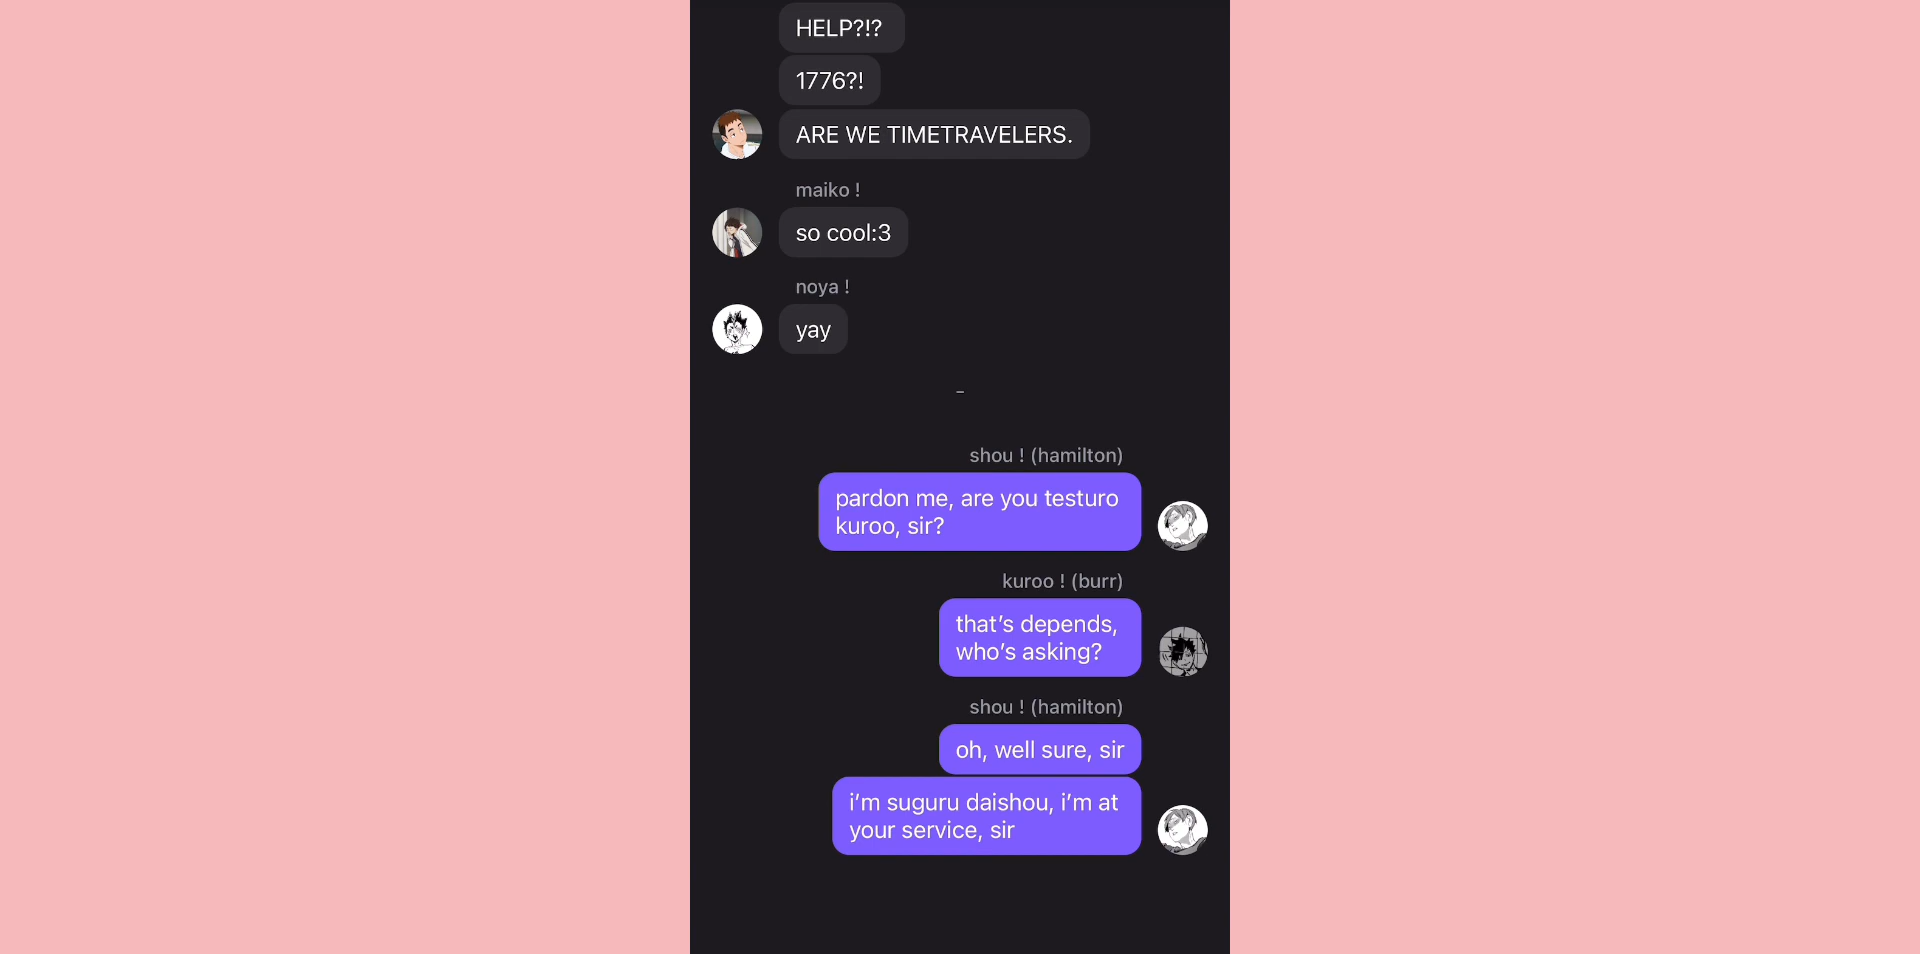 HELP?!?
1776?!
ARE WE TIMETRAVELERS.
maiko !
so cool:3
noya !
yay
-
shou ! (hamilton)
pardon me, are you testuro
kuroo, sir?
kuroo ! (burr)
that’s depends,
who’s asking?
shou ! (hamilton)
oh, well sure, sir
i’m suguru daishou, i’m at
your service, sir